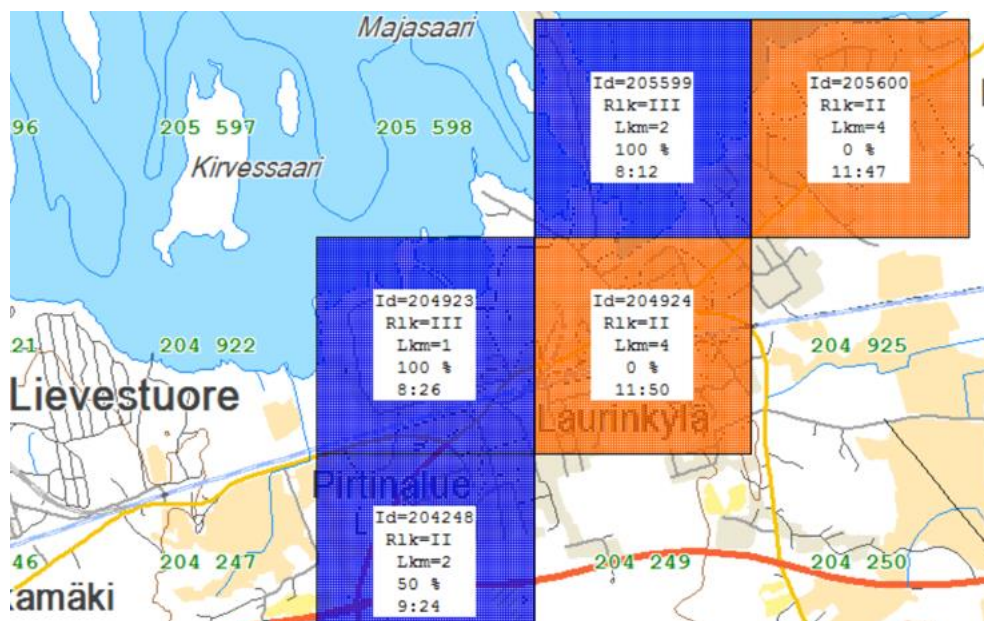 Majasaari
Id=205599
Rlk=III
Lkm=2
100 %
8:12
Id=205600
Rlk=II
Lkm=4
0 %
11:47
96
205 597
205 598
Kirvessaari
Id=204923
Rlk=III
Lkm=1
100 %
8:26
Id=204924
Rlk=II
Lkm=4
0 %
11:50
21
204 922
204 925
Lievestuore
Laurinkylä
Pirtinalue
Id=204248
Rlk=II
Lkm=2
50 %
9:24
46
204 247
204 249
204 250
kamäki